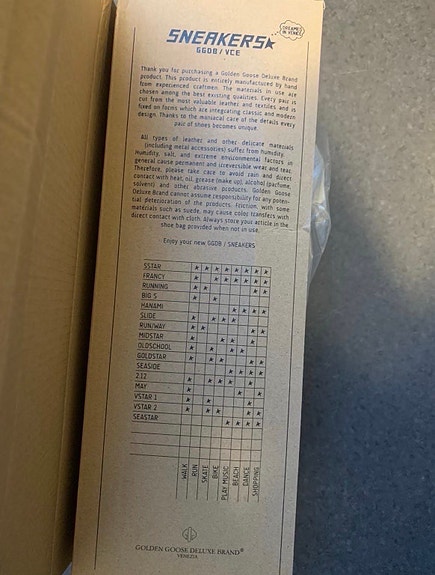 SNEAKERS★
GGDB / VCE
DREAMED
IN VENICE
Thank you for purchasing a Golden Goose Deluxe Brand
product. This product is entirely manufactured by hand
from experienced craftmen. The materials in use are
chosen among the best existing qualities. Every pair is
cut from the most valuable leather and textiles and is
fixed on forms which are integrating classic and modern
design. Thanks to the maniacal care of the details every
pair of shoes becomes unique.
All types of leather and other delicate materials
(including metal accessories) suffer from humidity.
Humidity, salt, and extreme environmental factors in
general cause permanent and irreversible wear and tear.
Therefore, please take care to avoid rain and direct
contact with heat, oil, grease (make up), alcohol (parfume,
solvent) and other abrasive products. Golden Goose
Deluxe Brand cannot assume responsibility for any poten-
tial deterioration of the products. Friction, with some
materials such as suede, may cause color transfers with
direct contact with cloth. Always store your article in the
shoe bag provided when not in use.
Enjoy your new GGDB / SNEAKERS
SSTAR
FRANCY
RUNNING
BIG 5
HANAMI
SLIDE
RUN/WAY
MIDSTAR
OLDSCHOOL
GOLDSTAR
SEASIDE
2.12
MAY
VSTAR 1
VSTAR 2
SEASTAR
WALK
RUN
SKATE
BIKE
PLAY MUSIC
BEACH
DANCE
SHOPPING
GOLDEN GOOSE DELUXE BRAND®
VENEZIA